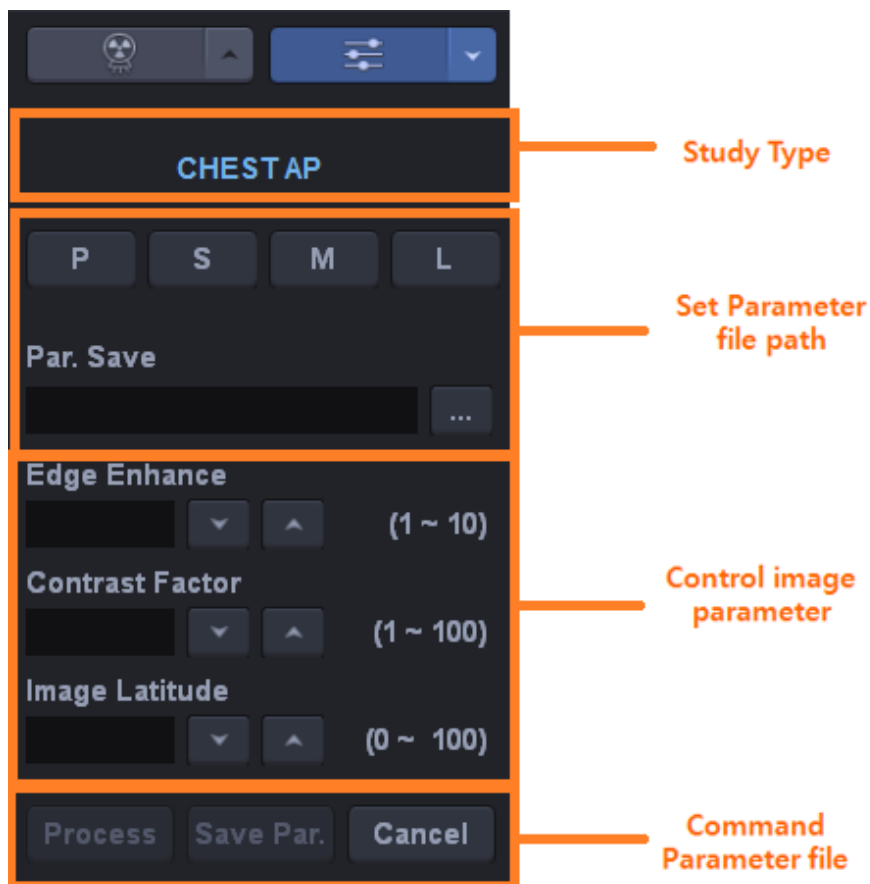 CHEST AP
Study Type
P S M L
Set Parameter
file path
Par. Save
...
Edge Enhance
(1 ~ 10)
Contrast Factor
(1 ~ 100)
Control image
parameter
Image Latitude
(0 ~ 100)
Process Save Par. Cancel
Command
Parameter file